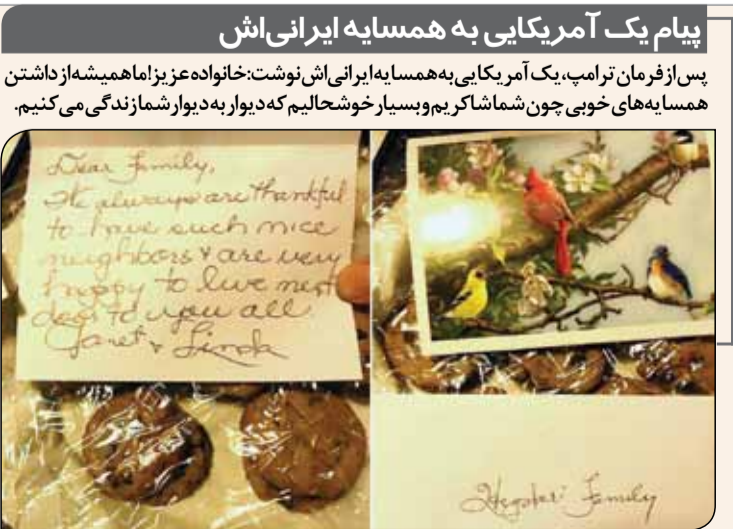 پیام یک آمریکایی به همسایه ایرانی‌اش
پس از فرمان ترامپ، یک آمریکایی به همسایه ایرانی‌اش نوشت: خانواده عزیز! ما همیشه از داشتن
همسایه‌های خوبی چون شما شاکریم و بسیار خوشحالیم که دیوار به دیوار شما زندگی می‌کنیم.
Dear Family,
We always are thankful
to have such nice
neighbors & are very
happy to live next
door to you all
Janet & Linda
Family